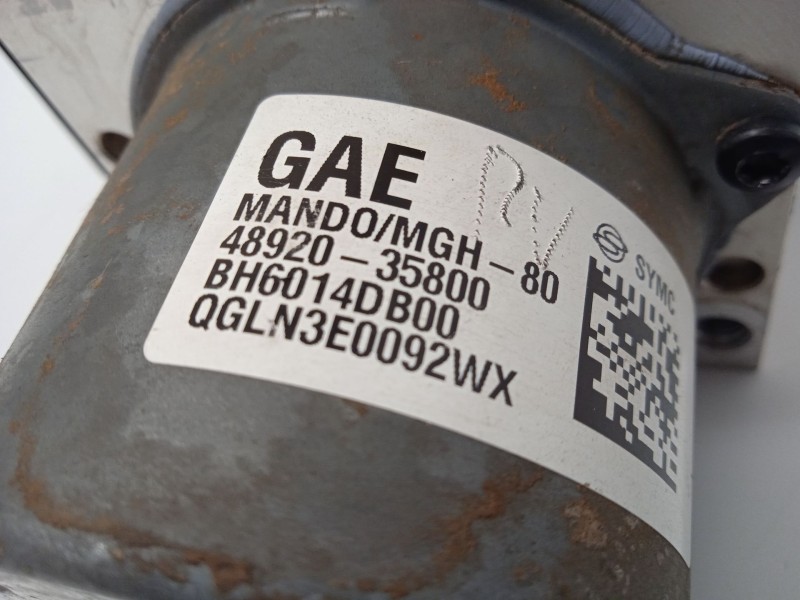 GAE
MANDO/MGH-80
48920-35800
BH6014DB00
QGLN3E0092WX
SYMC